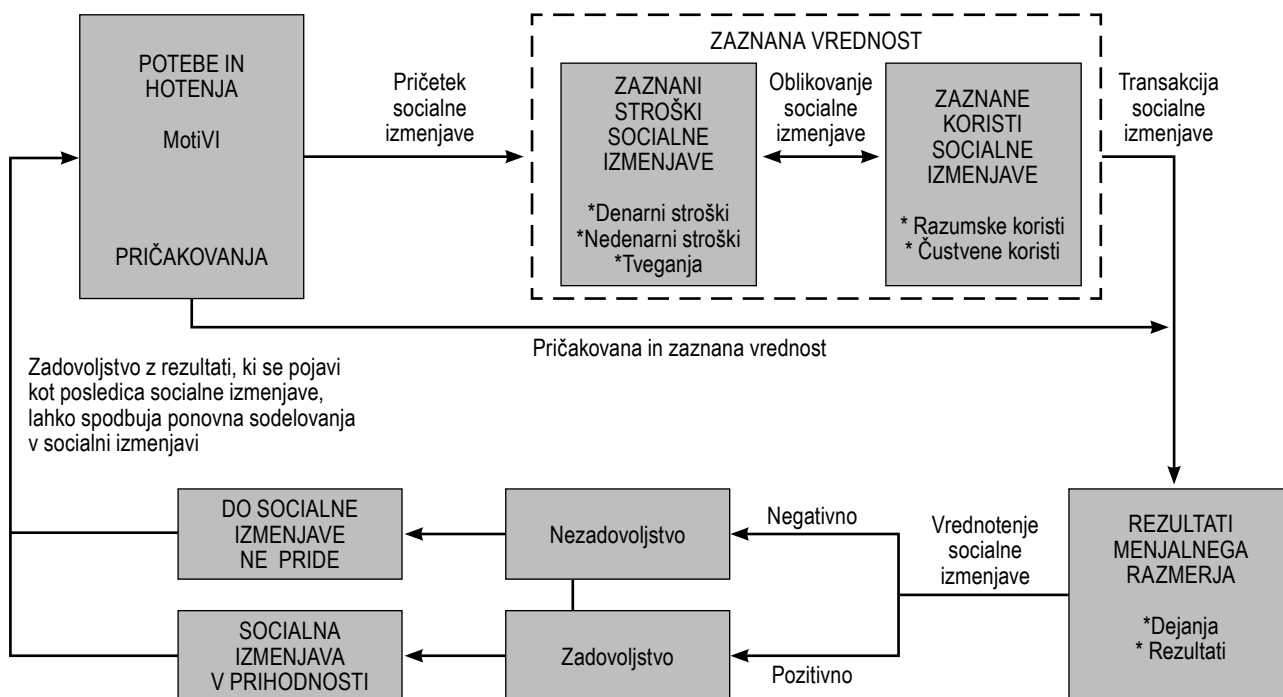 POTEBE IN
HOTENJA
MotiVI
PRIČAKOVANJA
Pričetek
socialne
izmenjave
ZAZNANA VREDNOST
ZAZNANI
STROŠKI
SOCIALNE
IZMENJAVE
*Denarni stroški
*Nedenarni stroški
*Tveganja
Oblikovanje
socialne
izmenjave
ZAZNANE
KORISTI
SOCIALNE
IZMENJAVE
* Razumske koristi
* Čustvene koristi
Transakcija
socialne
izmenjave
Pričakovana in zaznana vrednost
Zadovoljstvo z rezultati, ki se pojavi
kot posledica socialne izmenjave,
lahko spodbuja ponovna sodelovanja
v socialni izmenjavi
REZULTATI
MENJALNEGA
RAZMERJA
*Dejanja
* Rezultati
Vrednotenje
socialne
izmenjave
Negativno
Pozitivno
Nezadovoljstvo
Zadovoljstvo
DO SOCIALNE
IZMENJAVE
NE PRIDE
SOCIALNA
IZMENJAVA
V PRIHODNOSTI